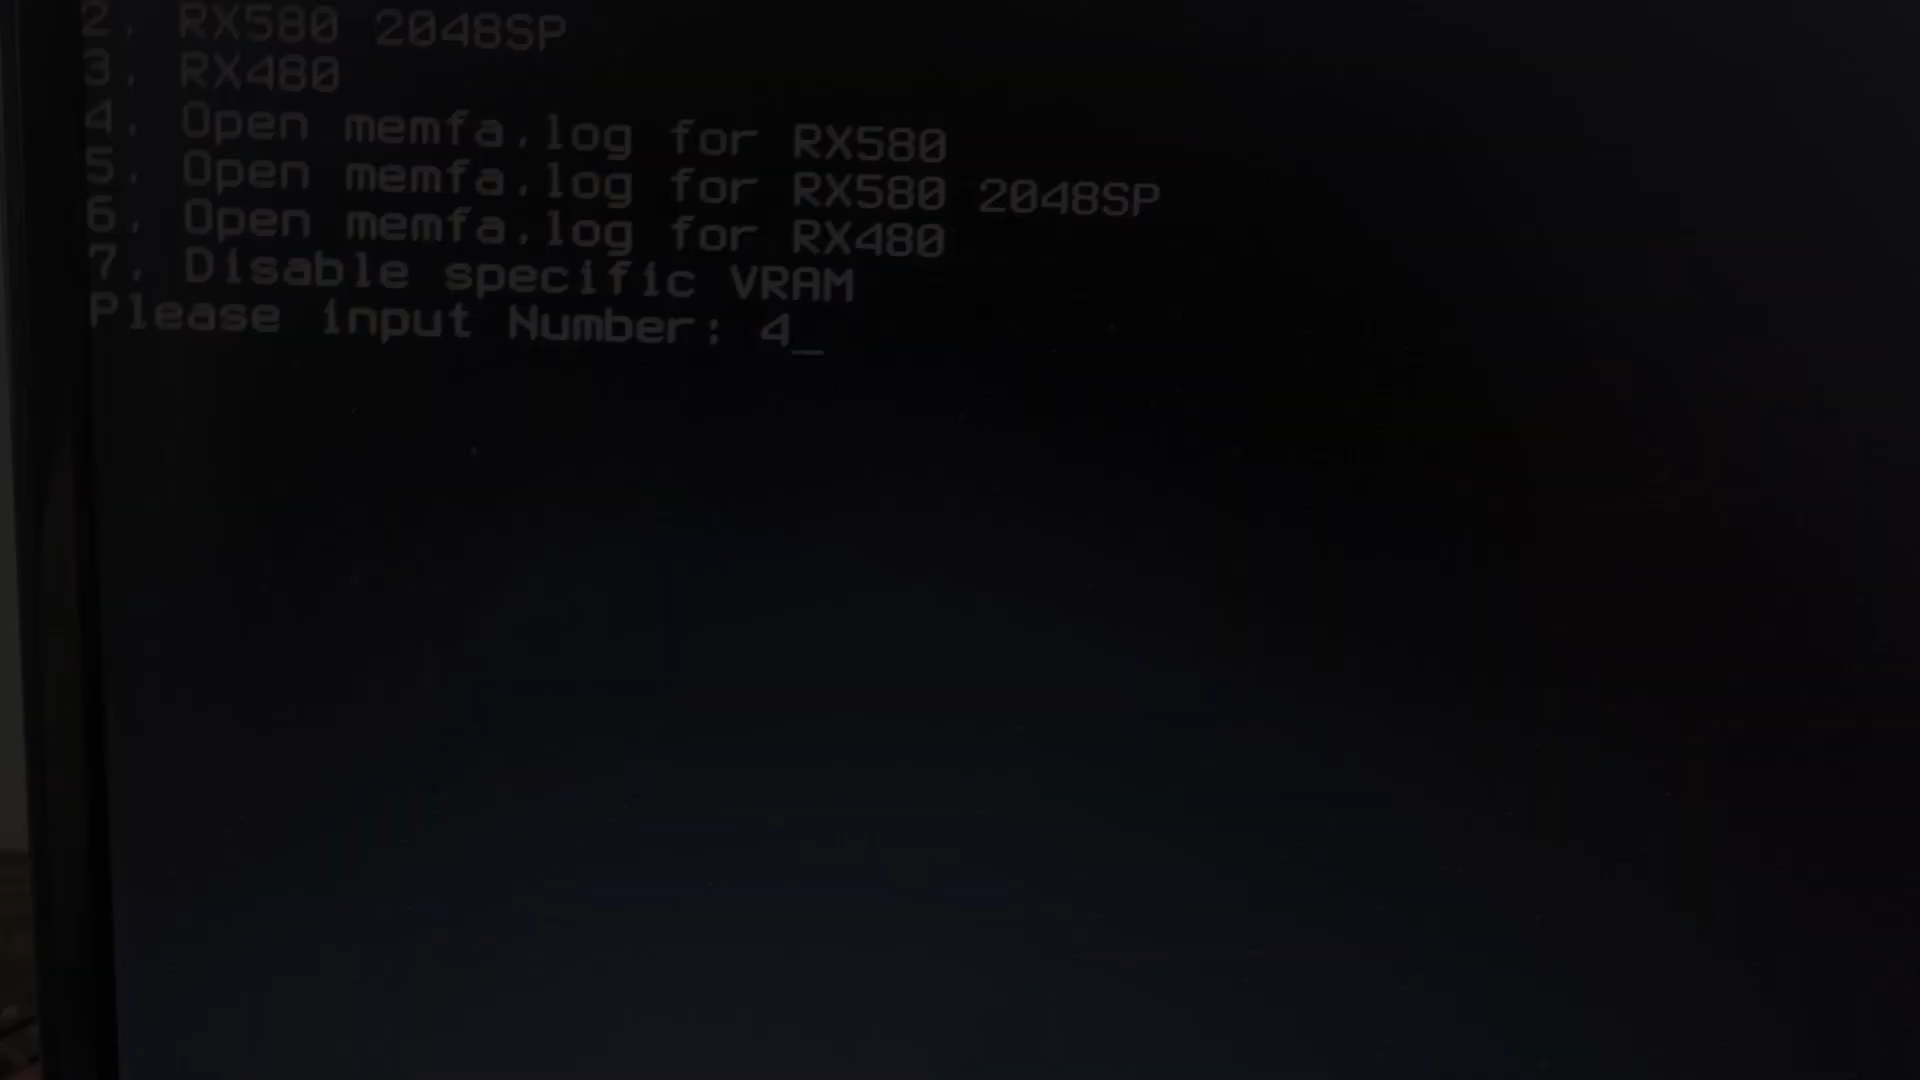 2. RX580 2048SP
3. RX480
4. Open memfa.log for RX580
5. Open memfa.log for RX580 2048SP
6. Open memfa.log for RX480
7. Disable specific VRAM
Please input Number: 4_